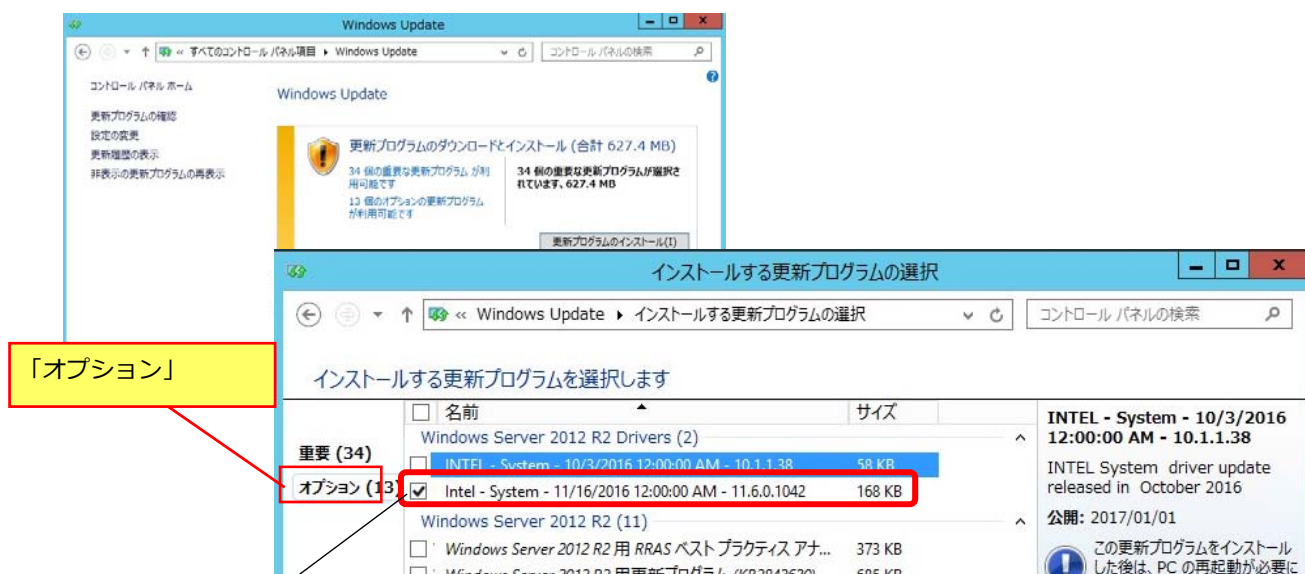 Windows Update
« すべてのコントロール パネル項目 ▸ Windows Update
コントロール パネルの検索
コントロール パネル ホーム
更新プログラムの確認
設定の変更
更新履歴の表示
非表示の更新プログラムの再表示
Windows Update
更新プログラムのダウンロードとインストール (合計 627.4 MB)
34 個の重要な更新プログラム が利
用可能です
13 個のオプションの更新プログラム
が利用可能です
34 個の重要な更新プログラムが選択さ
れています、627.4 MB
更新プログラムのインストール(I)
インストールする更新プログラムの選択
« Windows Update ▸ インストールする更新プログラムの選択
コントロール パネルの検索
「オプション」
インストールする更新プログラムを選択します
重要 (34)
オプション (13)
名前 サイズ
Windows Server 2012 R2 Drivers (2)
INTEL - System - 10/3/2016 12:00:00 AM - 10.1.1.38 58 KB
Intel - System - 11/16/2016 12:00:00 AM - 11.6.0.1042 168 KB
Windows Server 2012 R2 (11)
Windows Server 2012 R2 用 RRAS ベスト プラクティス アナ... 373 KB
Windows Server 2012 R2 用更新プログラム 685 KB
INTEL - System - 10/3/2016
12:00:00 AM - 10.1.1.38
INTEL System driver update
released in October 2016
公開: 2017/01/01
この更新プログラムをインストール
した後は、PC の再起動が必要に